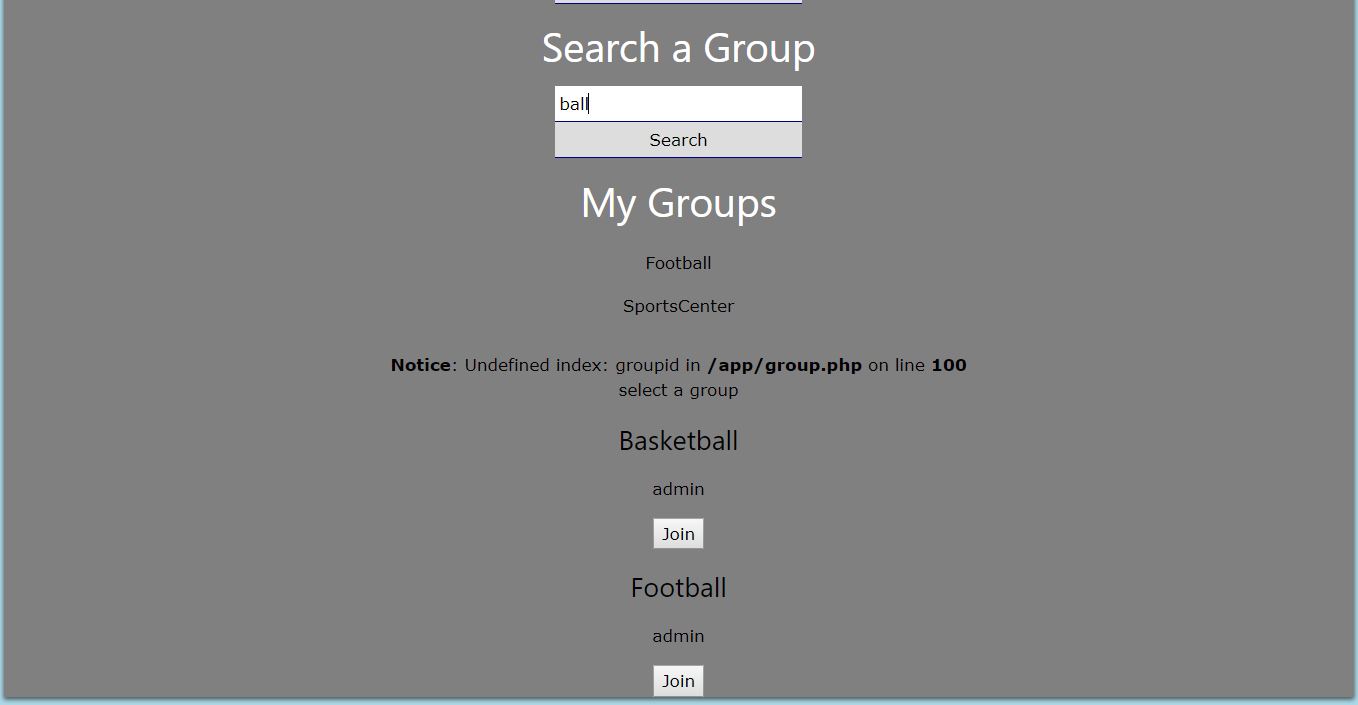 Search a Group
ball
Search
My Groups
Football
SportsCenter
Notice: Undefined index: groupid in /app/group.php on line 100
select a group
Basketball
admin
Join
Football
admin
Join